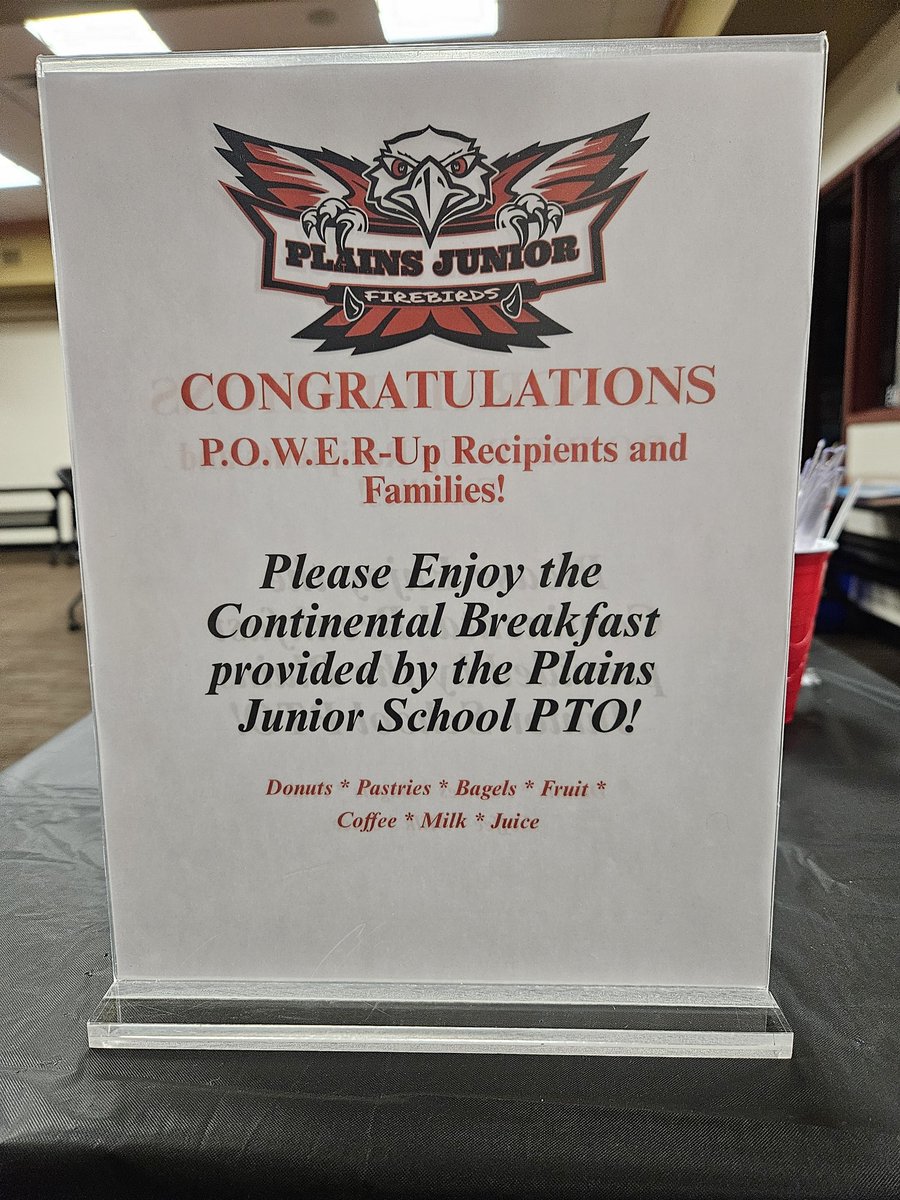 PLAINS JUNIOR
FIREBIRDS
CONGRATULATIONS
P.O.W.E.R-Up Recipients and
Families!
Please Enjoy the
Continental Breakfast
provided by the Plains
Junior School PTO!
Donuts * Pastries * Bagels * Fruit *
Coffee * Milk * Juice